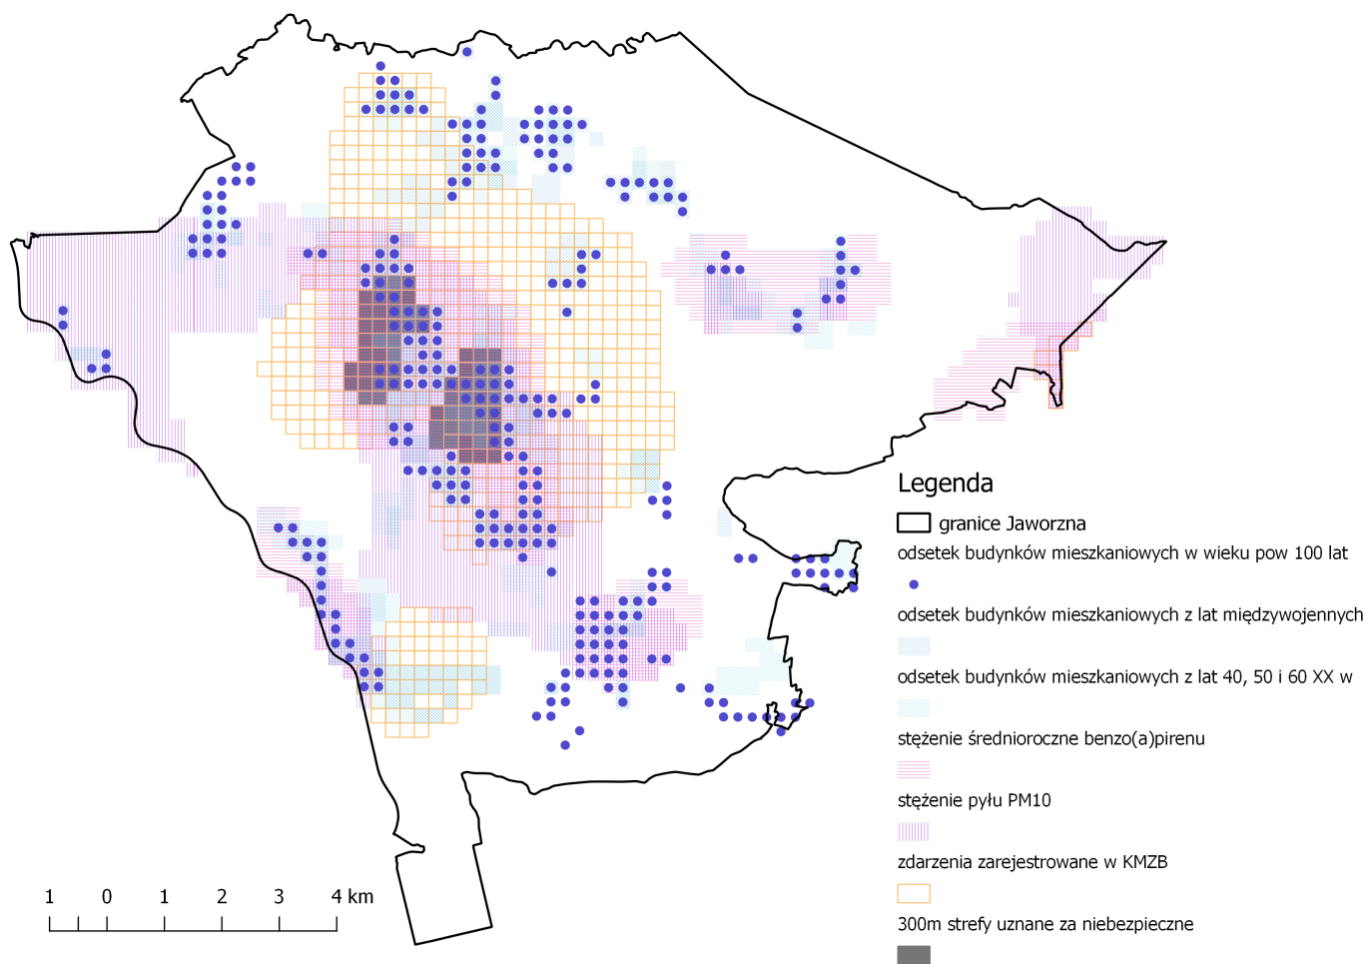 Legenda
granice Jaworzna
odsetek budynków mieszkaniowych w wieku pow 100 lat
odsetek budynków mieszkaniowych z lat międzywojennych
odsetek budynków mieszkaniowych z lat 40, 50 i 60 XX w
stężenie średnioroczne benzo(a)pirenu
stężenie pyłu PM10
zdarzenia zarejestrowane w KMZB
300m strefy uznane za niebezpieczne
1 0 1 2 3 4 km